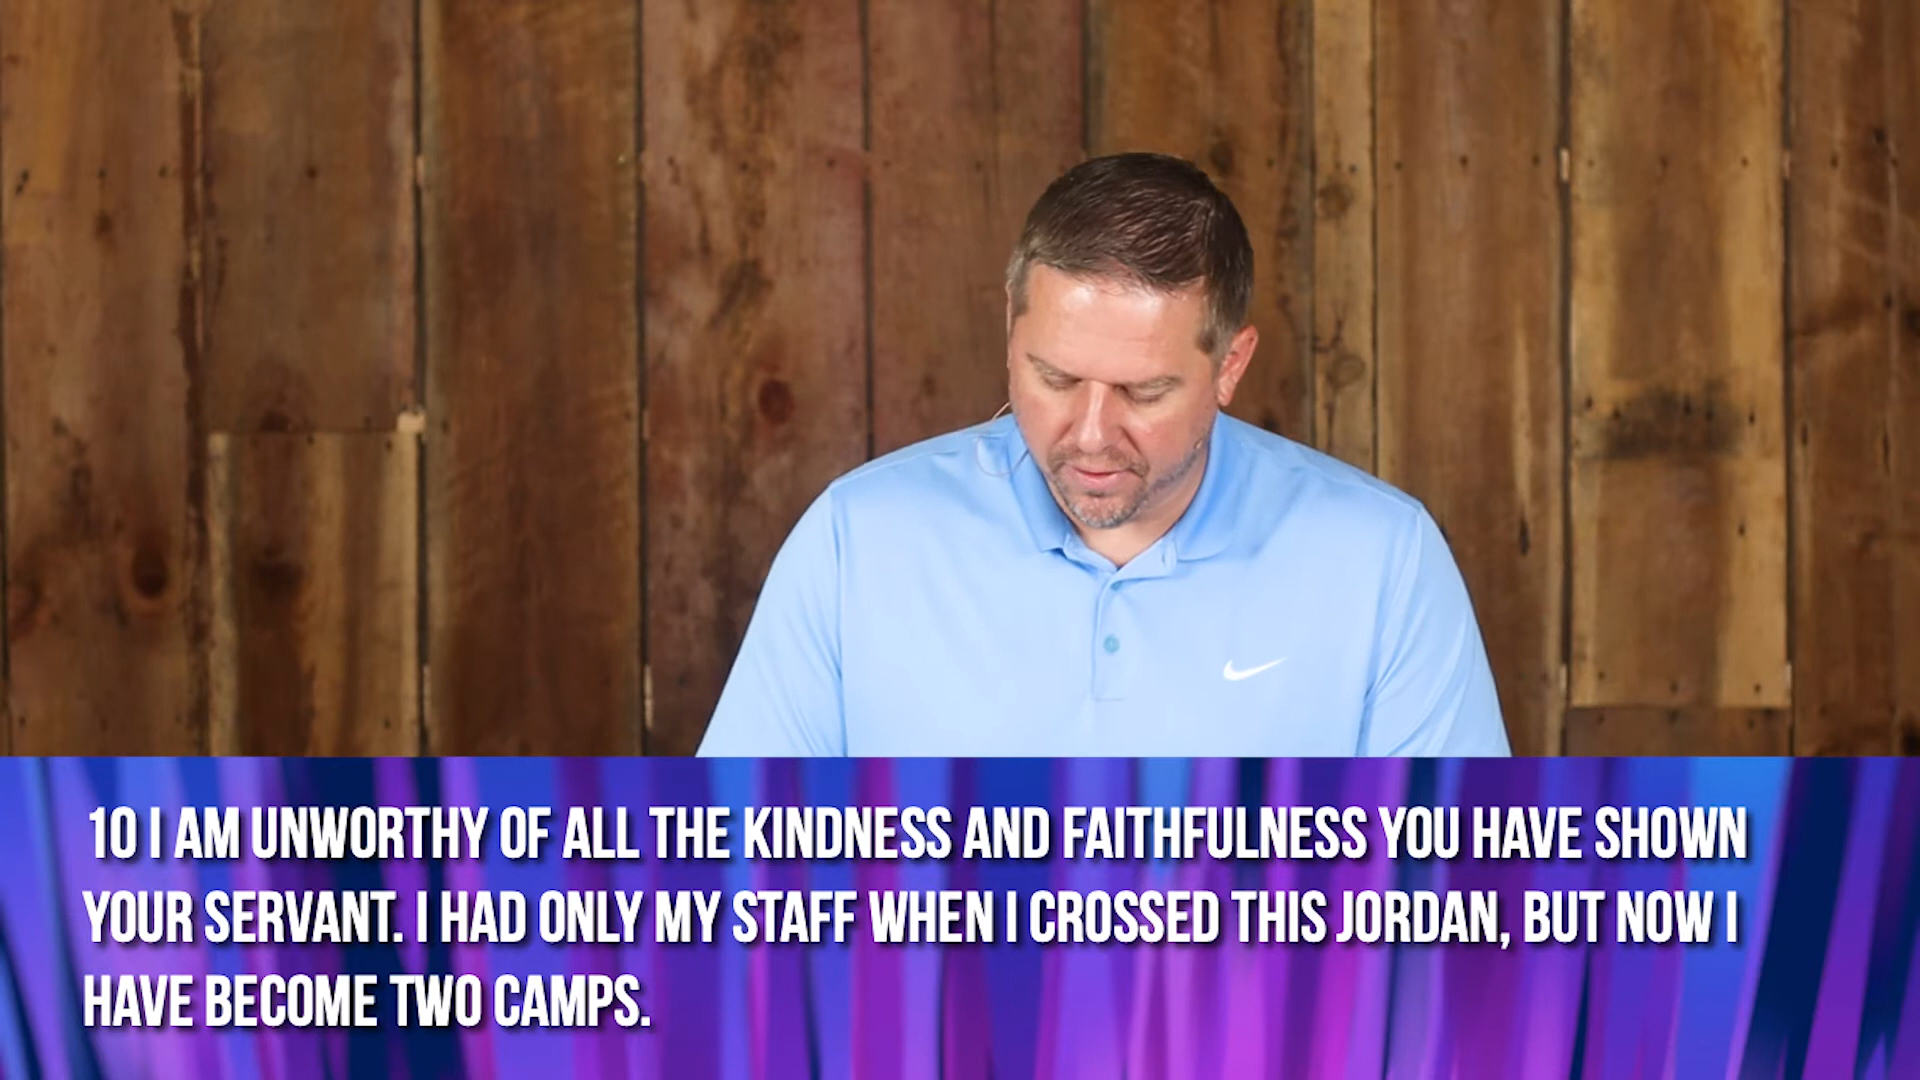 10 I AM UNWORTHY OF ALL THE KINDNESS AND FAITHFULNESS YOU HAVE SHOWN
YOUR SERVANT. I HAD ONLY MY STAFF WHEN I CROSSED THIS JORDAN, BUT NOW I
HAVE BECOME TWO CAMPS.